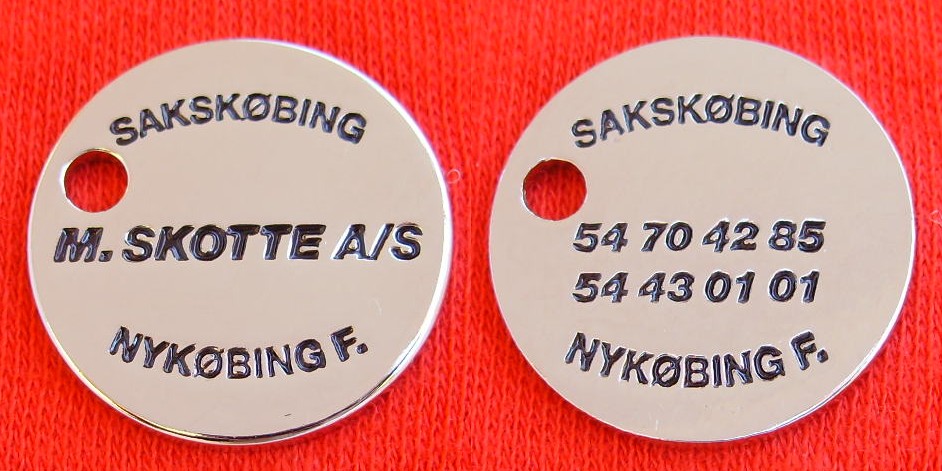 SAKSKØBING
M. SKOTTE A/S
NYKØBING F.
SAKSKØBING
54 70 42 85
54 43 01 01
NYKØBING F.